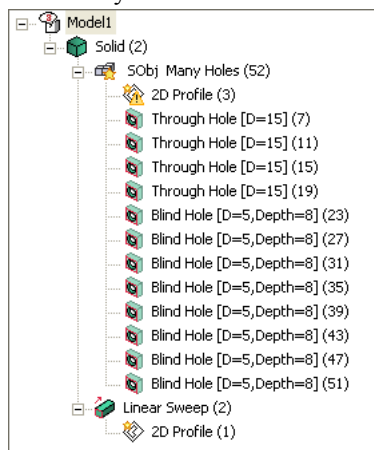 Model1
Solid (2)
SObj Many Holes (52)
2D Profile (3)
Through Hole [D=15] (7)
Through Hole [D=15] (11)
Through Hole [D=15] (15)
Through Hole [D=15] (19)
Blind Hole [D=5,Depth=8] (23)
Blind Hole [D=5,Depth=8] (27)
Blind Hole [D=5,Depth=8] (31)
Blind Hole [D=5,Depth=8] (35)
Blind Hole [D=5,Depth=8] (39)
Blind Hole [D=5,Depth=8] (43)
Blind Hole [D=5,Depth=8] (47)
Blind Hole [D=5,Depth=8] (51)
Linear Sweep (2)
2D Profile (1)